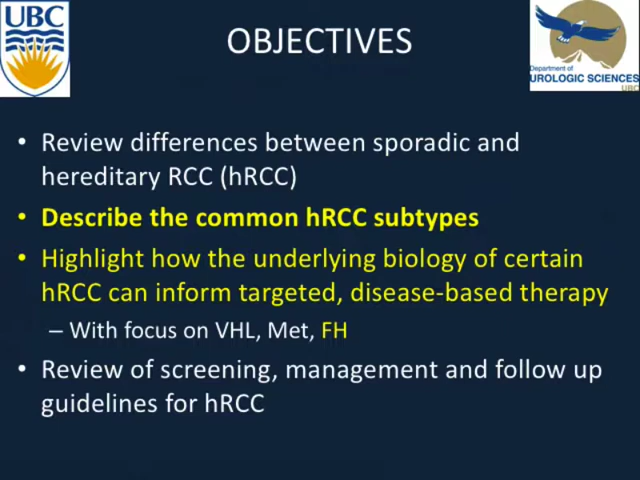 UBC
OBJECTIVES
Department of
UROLOGIC SCIENCES
UBC
• Review differences between sporadic and
hereditary RCC (hRCC)
• Describe the common hRCC subtypes
• Highlight how the underlying biology of certain
hRCC can inform targeted, disease-based therapy
– With focus on VHL, Met, FH
• Review of screening, management and follow up
guidelines for hRCC